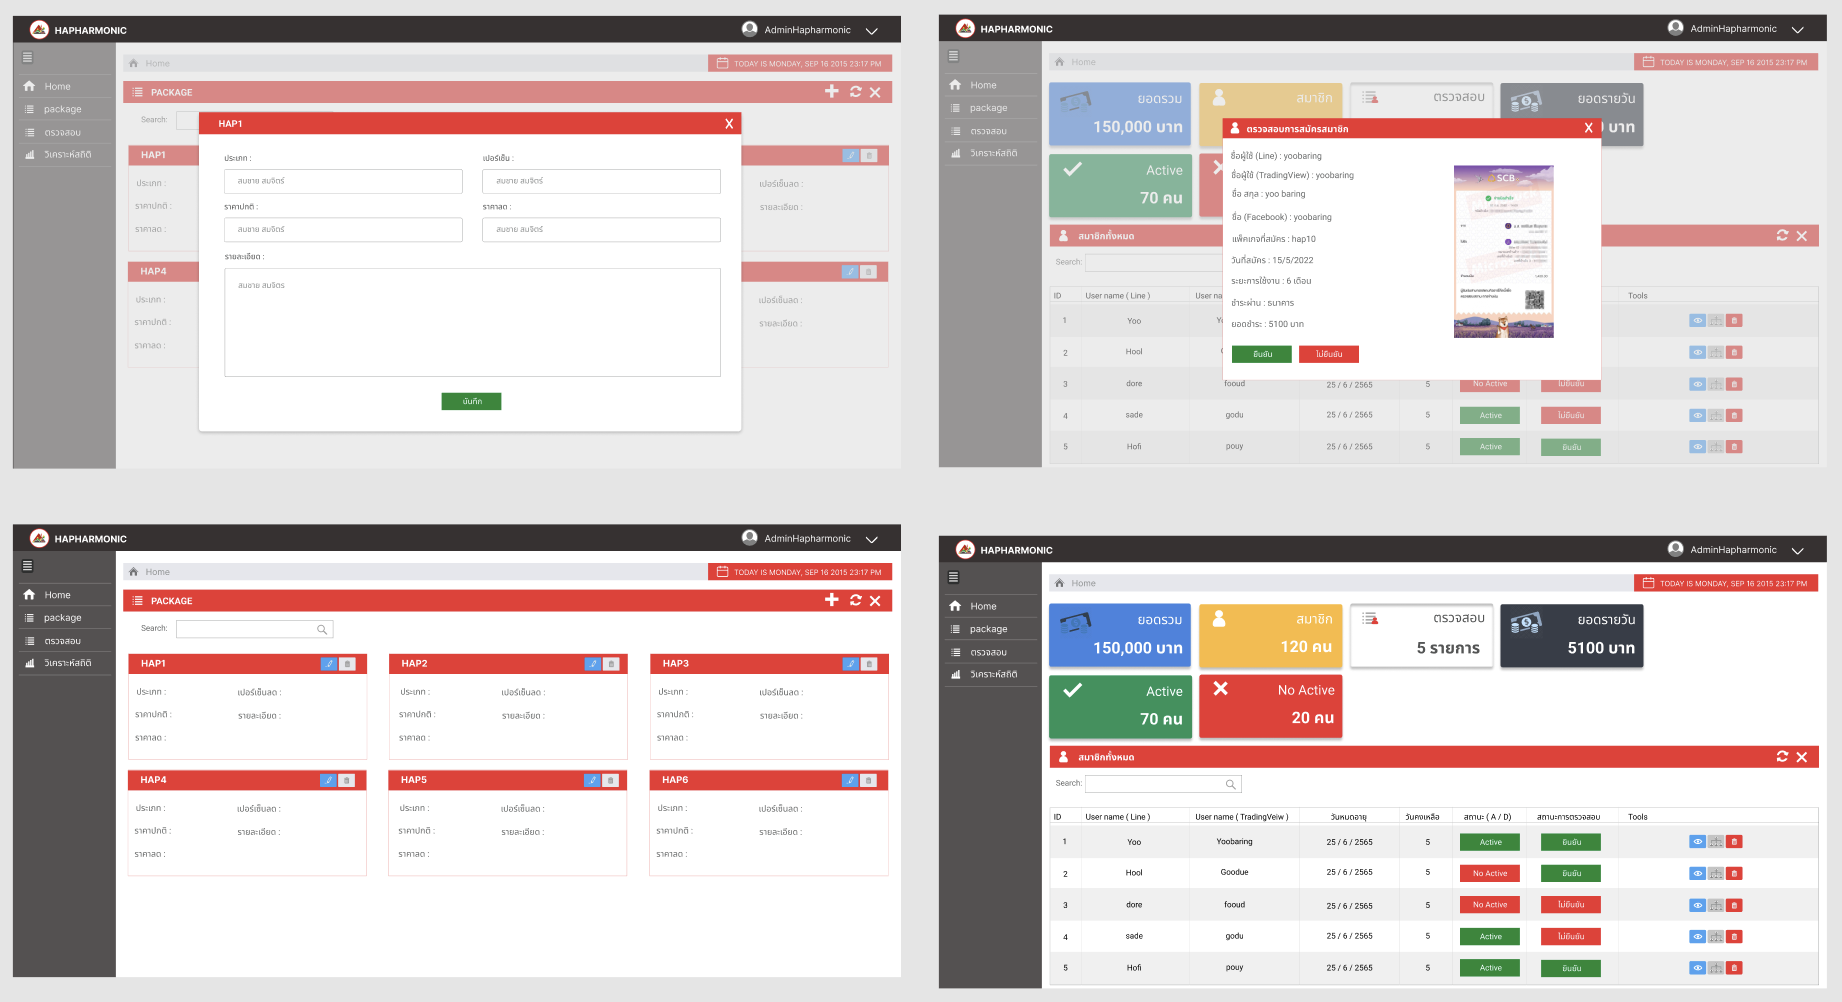 HAPHARMONIC
AdminHapharmonic
Home
package
ตรวจสอบ
วิเคราะห์สถิติ
Home
TODAY IS MONDAY, SEP 16 2015 23:17 PM
PACKAGE
Search:
HAP1
ประเภท :
ราคาปกติ :
ราคาลด :
HAP4
ประเภท :
ราคาปกติ :
ราคาลด :
เปอร์เซ็นลด :
รายละเอียด :
เปอร์เซ็นลด :
รายละเอียด :
HAP1
X
ประเภท :
เปอร์เซ็น :
สมชาย สมจิตร์
สมชาย สมจิตร์
ราคาปกติ :
ราคาลด :
สมชาย สมจิตร์
สมชาย สมจิตร์
รายละเอียด :
สมชาย สมจิตร
บันทึก
HAPHARMONIC
AdminHapharmonic
Home
package
ตรวจสอบ
วิเคราะห์สถิติ
Home
TODAY IS MONDAY, SEP 16 2015 23:17 PM
ยอดรวม
150,000 บาท
สมาชิก
ตรวจสอบ
ยอดรายวัน
บาท
Active
70 คน
สมาชิกทั้งหมด
Search:
ID User name ( Line ) User na Tools
1 Yoo
2 Hool
3 dore fooud 25 / 6 / 2565 5 No Active ไม่ยืนยัน
4 sade godu 25 / 6 / 2565 5 Active ไม่ยืนยัน
5 Hofi pouy 25 / 6 / 2565 5 Active ยืนยัน
ตรวจสอบการสมัครสมาชิก
X
ชื่อผู้ใช้ (Line) : yoobaring
ชื่อผู้ใช้ (TradingView) : yoobaring
ชื่อ สกุล : yoo baring
ชื่อ (Facebook) : yoobaring
แพ็คเกจที่สมัคร : hap10
วันที่สมัคร : 15/5/2022
ระยะการใช้งาน : 6 เดือน
ชำระผ่าน : ธนาคาร
ยอดชำระ : 5100 บาท
ยืนยัน
ไม่ยืนยัน
SCB
HAPHARMONIC
AdminHapharmonic
Home
package
ตรวจสอบ
วิเคราะห์สถิติ
Home
TODAY IS MONDAY, SEP 16 2015 23:17 PM
PACKAGE
Search:
HAP1
ประเภท : เปอร์เซ็นลด :
ราคาปกติ : รายละเอียด :
ราคาลด :
HAP2
ประเภท : เปอร์เซ็นลด :
ราคาปกติ : รายละเอียด :
ราคาลด :
HAP3
ประเภท : เปอร์เซ็นลด :
ราคาปกติ : รายละเอียด :
ราคาลด :
HAP4
ประเภท : เปอร์เซ็นลด :
ราคาปกติ : รายละเอียด :
ราคาลด :
HAP5
ประเภท : เปอร์เซ็นลด :
ราคาปกติ : รายละเอียด :
ราคาลด :
HAP6
ประเภท : เปอร์เซ็นลด :
ราคาปกติ : รายละเอียด :
ราคาลด :
HAPHARMONIC
AdminHapharmonic
Home
package
ตรวจสอบ
วิเคราะห์สถิติ
Home
TODAY IS MONDAY, SEP 16 2015 23:17 PM
ยอดรวม
150,000 บาท
สมาชิก
120 คน
ตรวจสอบ
5 รายการ
ยอดรายวัน
5100 บาท
Active
70 คน
No Active
20 คน
สมาชิกทั้งหมด
Search:
ID User name ( Line ) User name ( TradingVeiw ) วันหมดอายุ วันคงเหลือ สถานะ ( A / D) สถานะการตรวจสอบ Tools
1 Yoo Yoobaring 25 / 6 / 2565 5 Active ยืนยัน
2 Hool Goodue 25 / 6 / 2565 5 No Active ยืนยัน
3 dore fooud 25 / 6 / 2565 5 No Active ไม่ยืนยัน
4 sade godu 25 / 6 / 2565 5 Active ไม่ยืนยัน
5 Hofi pouy 25 / 6 / 2565 5 Active ยืนยัน